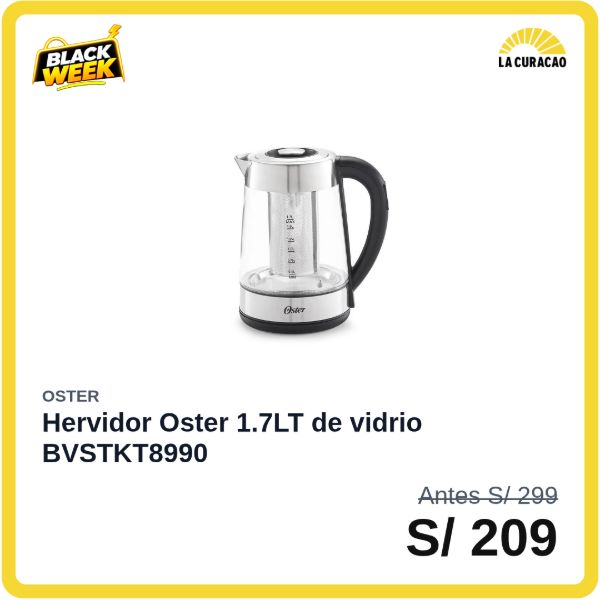 BLACK
WEEK
LA CURACAO
Oster
OSTER
Hervidor Oster 1.7LT de vidrio
BVSTKT8990
Antes S/ 299
S/ 209